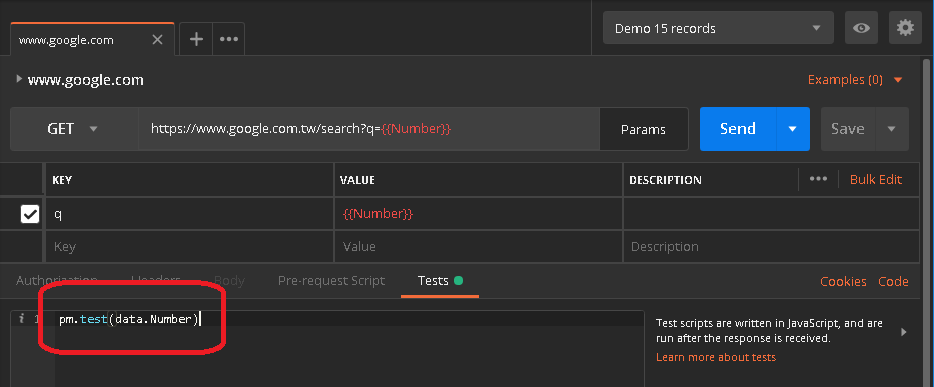 www.google.com
Demo 15 records
www.google.com
Examples (0)
GET
https://www.google.com.tw/search?q={{Number}}
Params
Send
Save
KEY VALUE DESCRIPTION Bulk Edit
q {{Number}}
Key Value Description
Authorization Headers Body Pre-request Script Tests Cookies Code
1 pm.test(data.Number)
Test scripts are written in JavaScript, and are
run after the response is received.
Learn more about tests